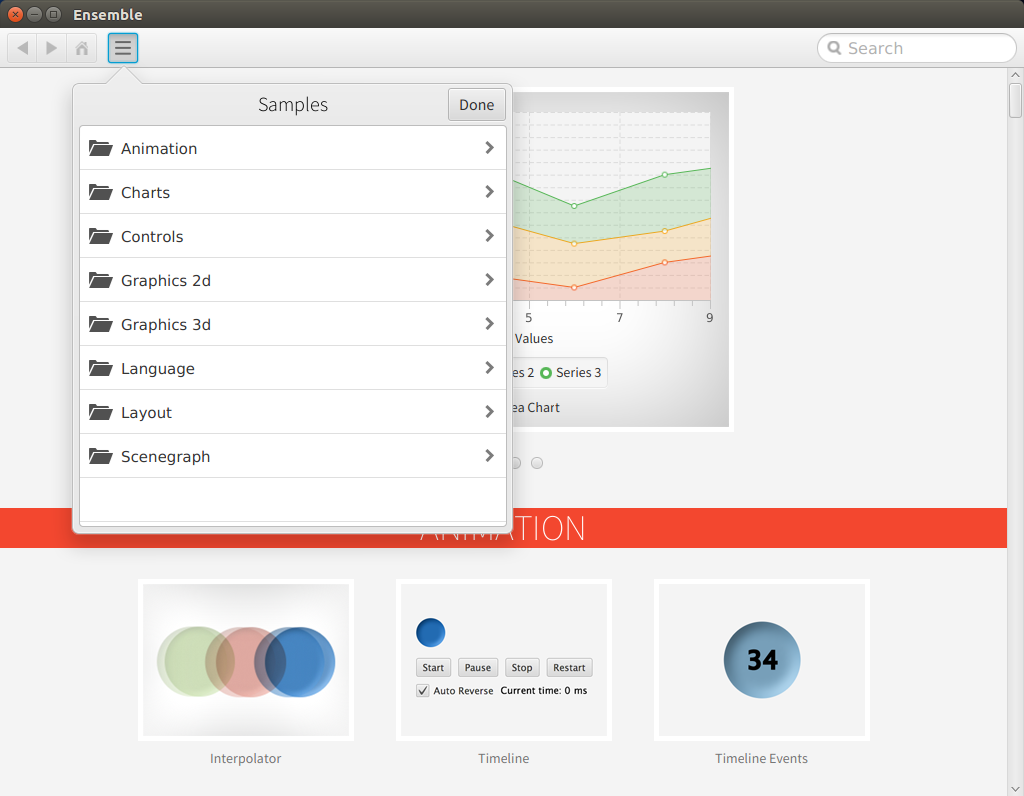 Ensemble
Search
Samples
Done
Animation
Charts
Controls
Graphics 2d
Graphics 3d
Language
Layout
Scenegraph
5 7 9
Values
2 Series 3
Chart
ANIMATION
Start Pause Stop Restart
Auto Reverse Current time: 0 ms
34
Interpolator
Timeline
Timeline Events